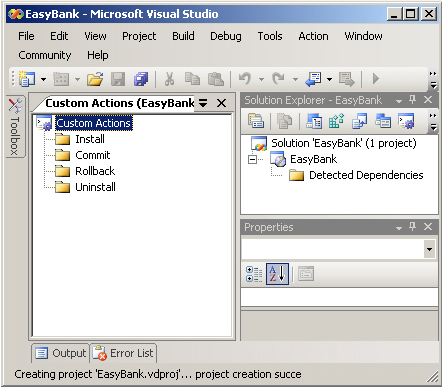 EasyBank - Microsoft Visual Studio
File Edit View Project Build Debug Tools Action Window
Community Help
Toolbox
Custom Actions (EasyBank
Custom Actions
Install
Commit
Rollback
Uninstall
Solution Explorer - EasyBank
Solution 'EasyBank' (1 project)
EasyBank
Detected Dependencies
Properties
Output Error List
Creating project 'EasyBank.vdproj'... project creation succe